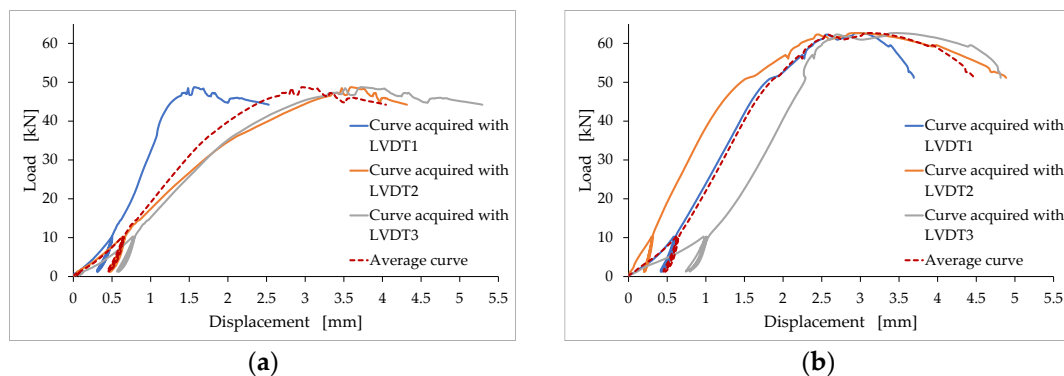 70
60
50
40
30
20
10
0
Load [kN]
Curve acquired with
LVDT1
Curve acquired with
LVDT2
Curve acquired with
LVDT3
Average curve
0 0.5 1 1.5 2 2.5 3 3.5 4 4.5 5 5.5
Displacement [mm]
(a)
70
60
50
40
30
20
10
0
Load [kN]
Curve acquired with
LVDT1
Curve acquired with
LVDT2
Curve acquired with
LVDT3
Average curve
0 0.5 1 1.5 2 2.5 3 3.5 4 4.5 5 5.5
Displacement [mm]
(b)